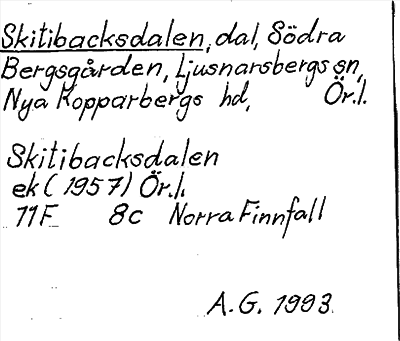 Skitibacksdalen, dal, Södra
Bergsgården, Ljusnarsbergs sn,
Nya Kopparbergs hd, Ör.l.
Skitibacksdalen
ek (1957) Ör.l.
11F 8c Norra Finnfall
A.G. 1993.